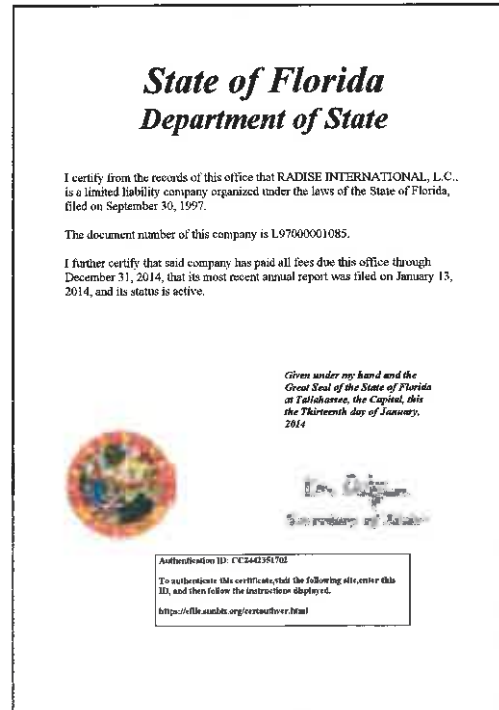 State of Florida
Department of State
I certify from the records of this office that RADISE INTERNATIONAL, L.C..
is a limited liability company organized under the laws of the State of Florida,
filed on September 30, 1997.
The document number of this company is L97000001085.
I further certify that said company has paid all fees due this office through
December 31, 2014, that its most recent annual report was filed on January 13,
2014, and its status is active.
Given under my hand and the
Great Seal of the State of Florida
at Tallahassee, the Capital, this
the Thirteenth day of January,
2014
Secretary of State
Authentication ID: CC2442351702
To authenticate this certificate,visit the following site,enter this
ID, and then follow the instructions displayed.
https://efile.sunbiz.org/certauthver.html